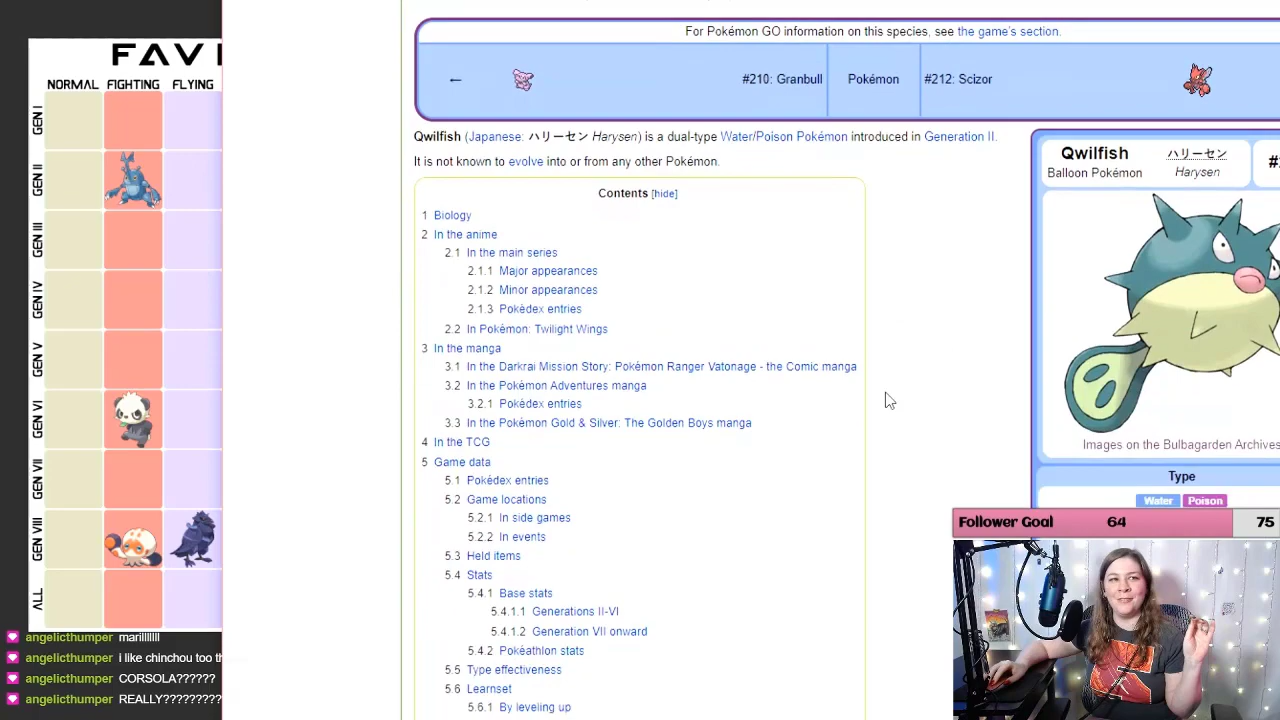 FAV
NORMAL FIGHTING FLYING
GEN I
GEN II
GEN III
GEN IV
GEN V
GEN VI
GEN VII
GEN VIII
ALL
angelicthumper marilllllll
angelicthumper i like chinchou too th
angelicthumper CORSOLA??????
angelicthumper REALLY?????????
For Pokémon GO information on this species, see the game's section.
← #210: Granbull Pokémon #212: Scizor
Qwilfish (Japanese: ハリーセン Harysen) is a dual-type Water/Poison Pokémon introduced in Generation II.
It is not known to evolve into or from any other Pokémon.
Contents [hide]
1 Biology
2 In the anime
2.1 In the main series
2.1.1 Major appearances
2.1.2 Minor appearances
2.1.3 Pokédex entries
2.2 In Pokémon: Twilight Wings
3 In the manga
3.1 In the Darkrai Mission Story: Pokémon Ranger Vatonage - the Comic manga
3.2 In the Pokémon Adventures manga
3.2.1 Pokédex entries
3.3 In the Pokémon Gold & Silver: The Golden Boys manga
4 In the TCG
5 Game data
5.1 Pokédex entries
5.2 Game locations
5.2.1 In side games
5.2.2 In events
5.3 Held items
5.4 Stats
5.4.1 Base stats
5.4.1.1 Generations II-VI
5.4.1.2 Generation VII onward
5.4.2 Pokéathlon stats
5.5 Type effectiveness
5.6 Learnset
5.6.1 By leveling up
Qwilfish ハリーセン #2
Balloon Pokémon Harysen
Images on the Bulbagarden Archives
Type
Water Poison
Follower Goal 64 75